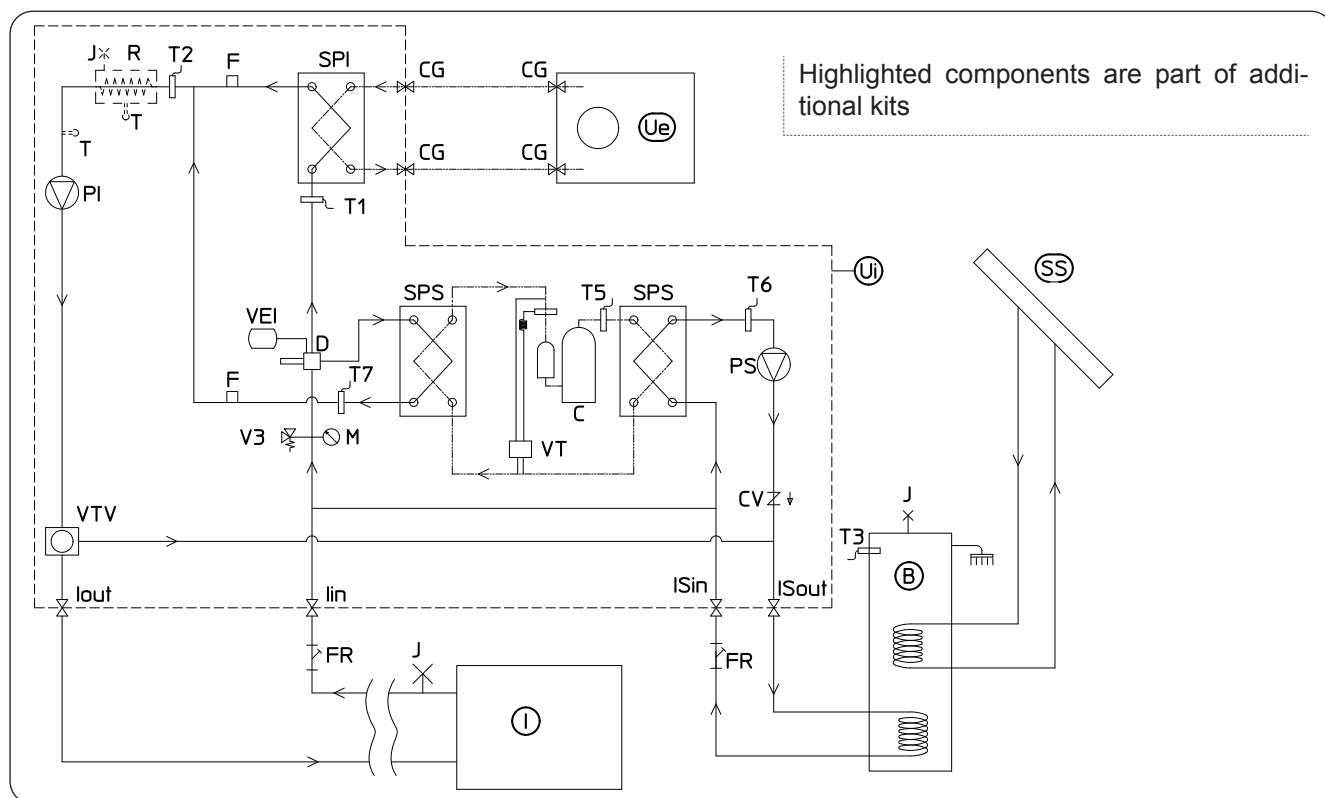 J R T2 F SPI CG CG
Highlighted components are part of addi-
tional kits
Ue
T
T
CG CG
PI
T1
Ui
SS
SPS T5 SPS T6
VEI
D
PS
F T7
C
V3 M
VT
CV
J
VTV
T3
B
Iout Iin ISin ISout
FR J FR
I